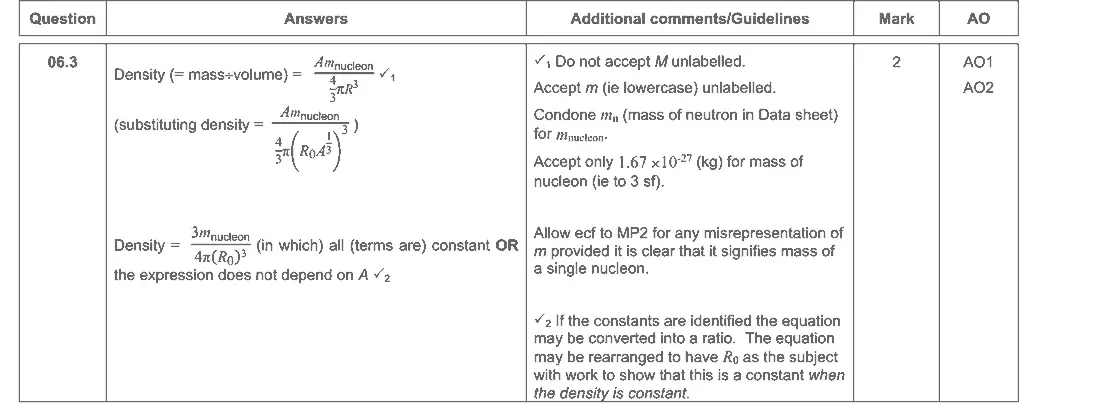 Question Answers Additional comments/Guidelines Mark AO
06.3
Density (= mass÷volume) = Am_nucleon / (4/3 πR³) ✓₁
(substituting density = Am_nucleon / (4/3 π(R₀A^(1/3))³) )
Density = 3m_nucleon / (4π(R₀)³) (in which) all (terms are) constant OR
the expression does not depend on A ✓₂
✓₁ Do not accept M unlabelled.
Accept m (ie lowercase) unlabelled.
Condone mₙ (mass of neutron in Data sheet)
for m_nucleon.
Accept only 1.67 ×10⁻²⁷ (kg) for mass of
nucleon (ie to 3 sf).
Allow ecf to MP2 for any misrepresentation of
m provided it is clear that it signifies mass of
a single nucleon.
✓₂ If the constants are identified the equation
may be converted into a ratio. The equation
may be rearranged to have R₀ as the subject
with work to show that this is a constant when
the density is constant.
2
AO1
AO2